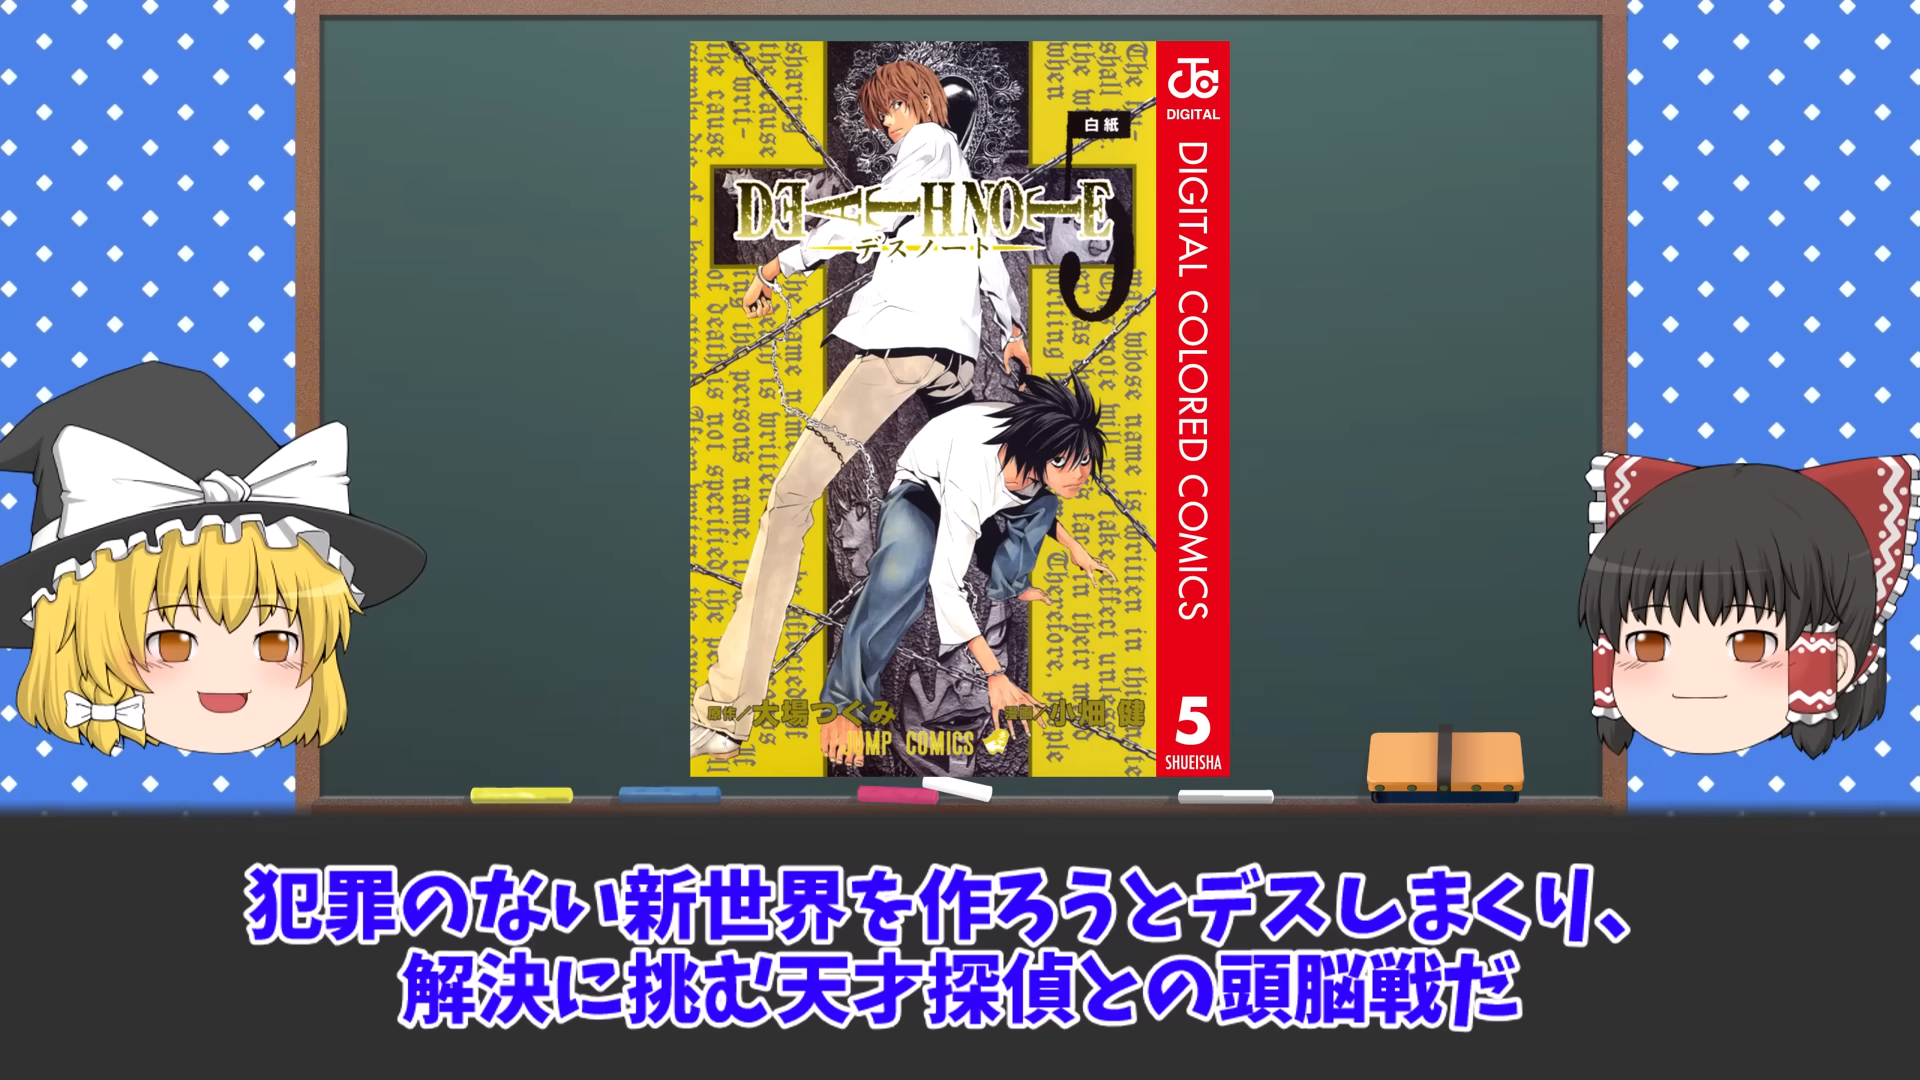 白紙
5
DEATH NOTE
デスノート
原作/大場つぐみ
漫画/小畑健
JUMP COMICS
DIGITAL
DIGITAL COLORED COMICS
5
SHUEISHA
犯罪のない新世界を作ろうとデスしまくり、
解決に挑む天才探偵との頭脳戦だ